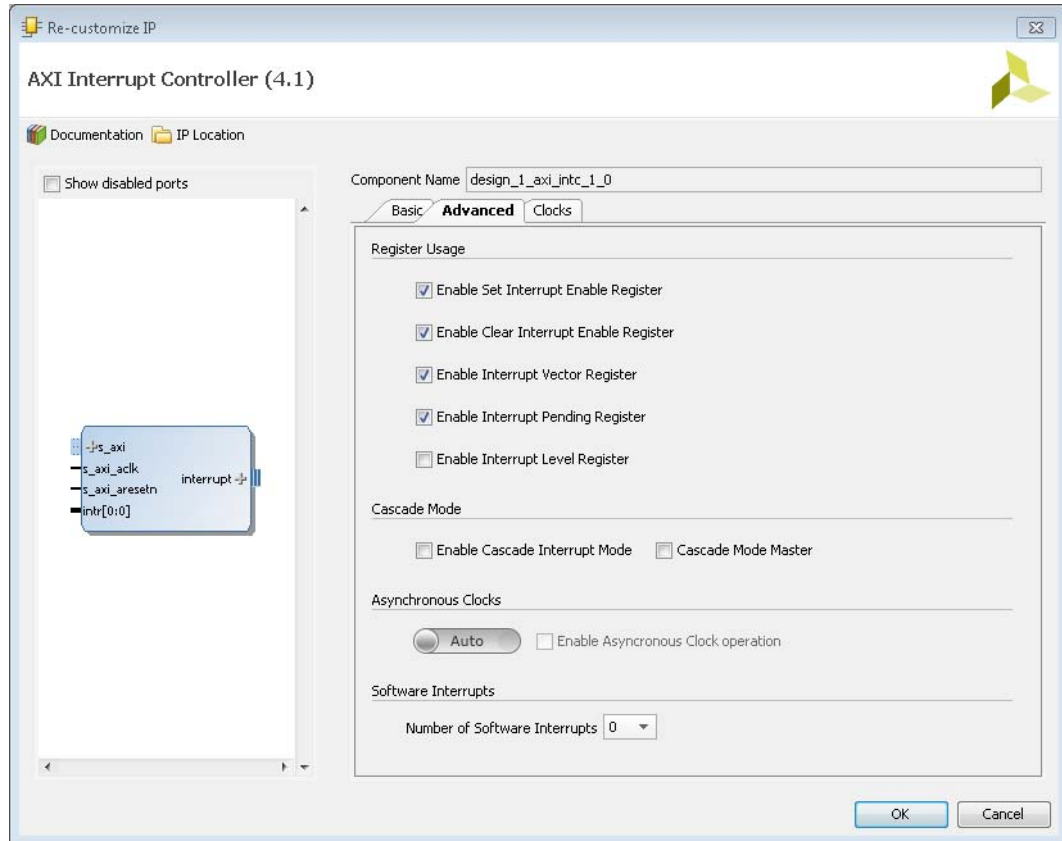 Re-customize IP
AXI Interrupt Controller (4.1)
Documentation IP Location
Show disabled ports
s_axi
s_axi_aclk
s_axi_aresetn
intr[0:0]
interrupt
Component Name design_1_axi_intc_1_0
Basic Advanced Clocks
Register Usage
Enable Set Interrupt Enable Register
Enable Clear Interrupt Enable Register
Enable Interrupt Vector Register
Enable Interrupt Pending Register
Enable Interrupt Level Register
Cascade Mode
Enable Cascade Interrupt Mode Cascade Mode Master
Asynchronous Clocks
Auto Enable Asyncronous Clock operation
Software Interrupts
Number of Software Interrupts 0
OK Cancel